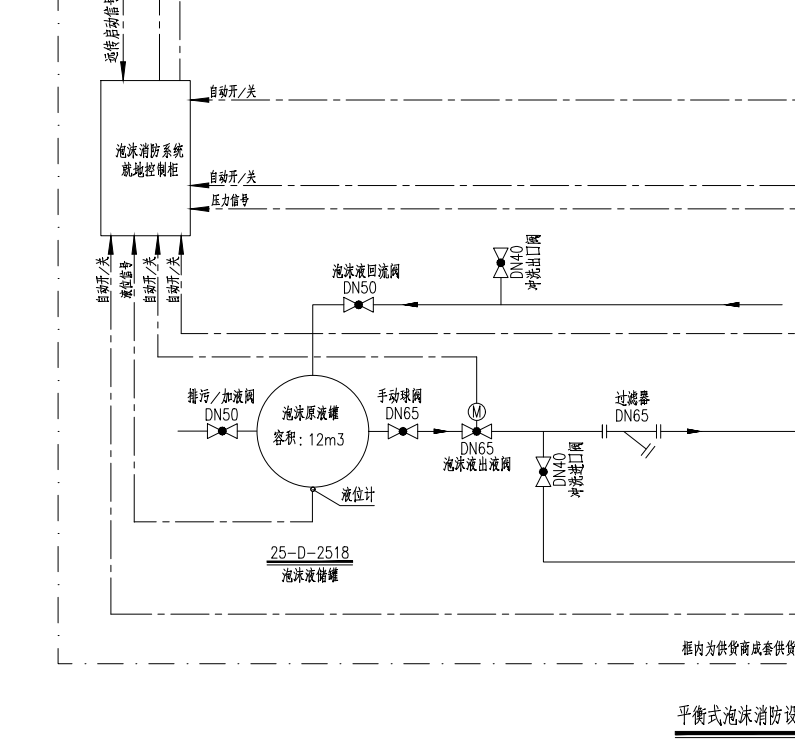 远传启动信号
自动开/关
泡沫消防系统
就地控制柜
自动开/关
压力信号
自动开/关
液位信号
自动开/关
自动开/关
泡沫液回流阀
DN50
DN40
冲洗出口阀
排污/加液阀
DN50
泡沫原液罐
容积: 12m3
手动球阀
DN65
M
DN65
泡沫液出液阀
过滤器
DN65
DN40
冲洗进口阀
液位计
25-D-2518
泡沫液储罐
框内为供货商成套供货
平衡式泡沫消防设